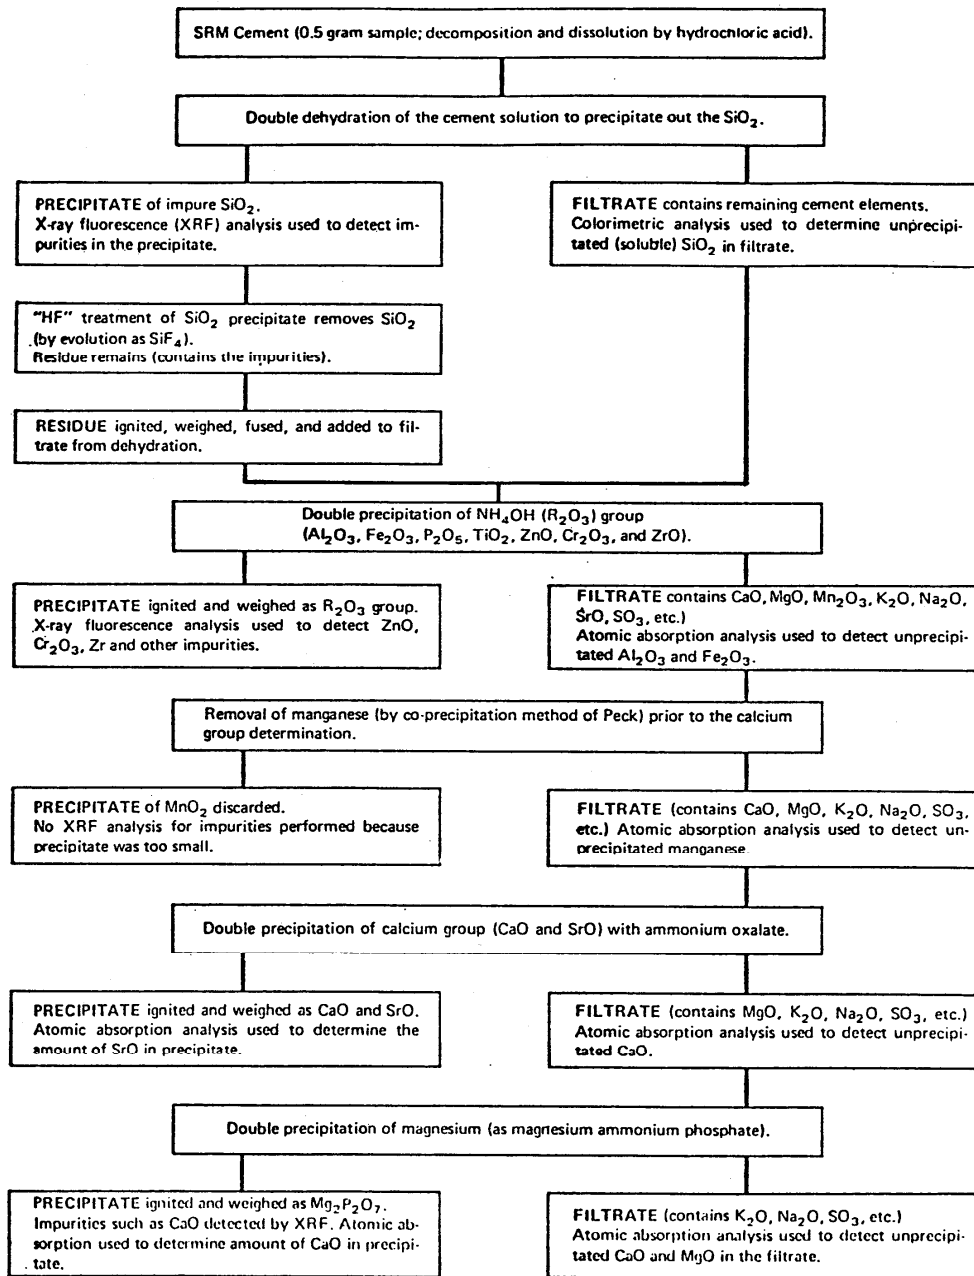 SRM Cement (0.5 gram sample; decomposition and dissolution by hydrochloric acid).
Double dehydration of the cement solution to precipitate out the SiO₂.
PRECIPITATE of impure SiO₂.
X-ray fluorescence (XRF) analysis used to detect im-
purities in the precipitate.
FILTRATE contains remaining cement elements.
Colorimetric analysis used to determine unprecipi-
tated (soluble) SiO₂ in filtrate.
"HF" treatment of SiO₂ precipitate removes SiO₂
(by evolution as SiF₄).
Residue remains (contains the impurities).
RESIDUE ignited, weighed, fused, and added to fil-
trate from dehydration.
Double precipitation of NH₄OH (R₂O₃) group
(Al₂O₃, Fe₂O₃, P₂O₅, TiO₂, ZnO, Cr₂O₃, and ZrO).
PRECIPITATE ignited and weighed as R₂O₃ group.
X-ray fluorescence analysis used to detect ZnO,
Cr₂O₃, Zr and other impurities.
FILTRATE contains CaO, MgO, Mn₂O₃, K₂O, Na₂O,
SrO, SO₃, etc.)
Atomic absorption analysis used to detect unprecipi-
tated Al₂O₃ and Fe₂O₃.
Removal of manganese (by co-precipitation method of Peck) prior to the calcium
group determination.
PRECIPITATE of MnO₂ discarded.
No XRF analysis for impurities performed because
precipitate was too small.
FILTRATE (contains CaO, MgO, K₂O, Na₂O, SO₃,
etc.) Atomic absorption analysis used to detect un-
precipitated manganese.
Double precipitation of calcium group (CaO and SrO) with ammonium oxalate.
PRECIPITATE ignited and weighed as CaO and SrO.
Atomic absorption analysis used to determine the
amount of SrO in precipitate.
FILTRATE (contains MgO, K₂O, Na₂O, SO₃, etc.)
Atomic absorption analysis used to detect unprecipi-
tated CaO.
Double precipitation of magnesium (as magnesium ammonium phosphate).
PRECIPITATE ignited and weighed as Mg₂P₂O₇.
Impurities such as CaO detected by XRF. Atomic ab-
sorption used to determine amount of CaO in precipi-
tate.
FILTRATE (contains K₂O, Na₂O, SO₃, etc.)
Atomic absorption analysis used to detect unprecipi-
tated CaO and MgO in the filtrate.